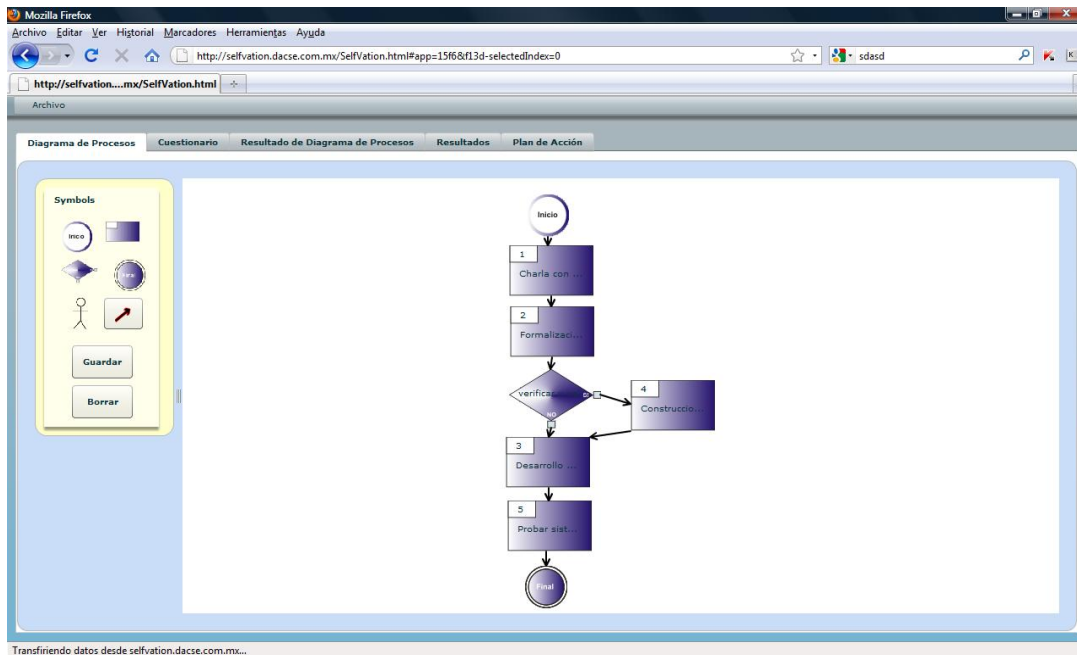 Mozilla Firefox
Archivo Editar Ver Historial Marcadores Herramientas Ayuda
http://selfvation.dacse.com.mx/SelfVation.html#app=15f6&f13d-selectedIndex=0
sdasd
http://selfvation....mx/SelfVation.html
Archivo
Diagrama de Procesos Cuestionario Resultado de Diagrama de Procesos Resultados Plan de Acción
Symbols
Inicio
Final
Guardar
Borrar
Inicio
1
Charla con ...
2
Formalizaci...
verificar
SI
NO
4
Construccio...
3
Desarrollo ...
5
Probar sist...
Final
Transfiriendo datos desde selfvation.dacse.com.mx...